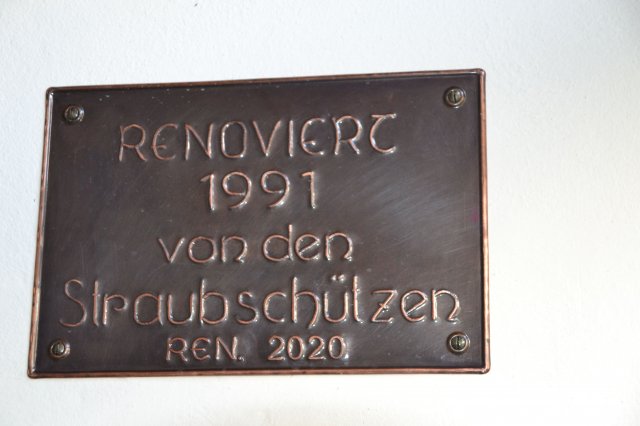 RENOVIERT
1991
von den
Straubschützen
REN. 2020